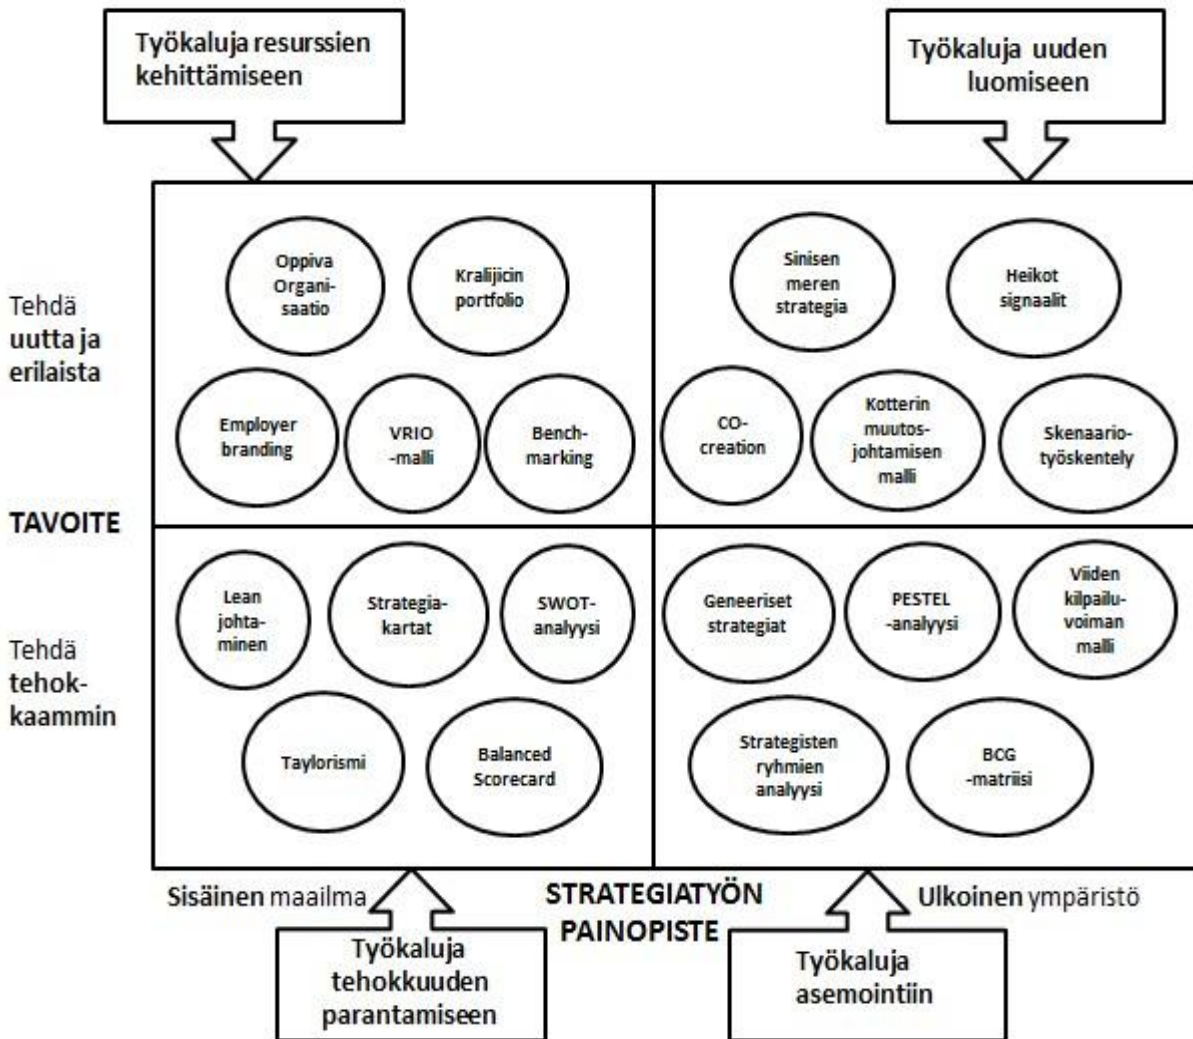 Työkaluja resurssien
kehittämiseen
Työkaluja uuden
luomiseen
Tehdä
uutta ja
erilaista
Oppiva
Organi-
saatio
Kralijicin
portfolio
Sinisen
meren
strategia
Heikot
signaalit
Employer
branding
VRIO
-malli
Bench-
marking
CO-
creation
Kotterin
muutos-
johtamisen
malli
Skenaario-
työskentely
TAVOITE
Tehdä
tehok-
kaammin
Lean
johta-
minen
Strategia-
kartat
SWOT-
analyysi
Geneeriset
strategiat
PESTEL
-analyysi
Viiden
kilpailu-
voiman
malli
Taylorismi
Balanced
Scorecard
Strategisten
ryhmien
analyysi
BCG
-matriisi
Sisäinen maailma
STRATEGIATYÖN
PAINOPISTE
Ulkoinen ympäristö
Työkaluja
tehokkuuden
parantamiseen
Työkaluja
asemointiin